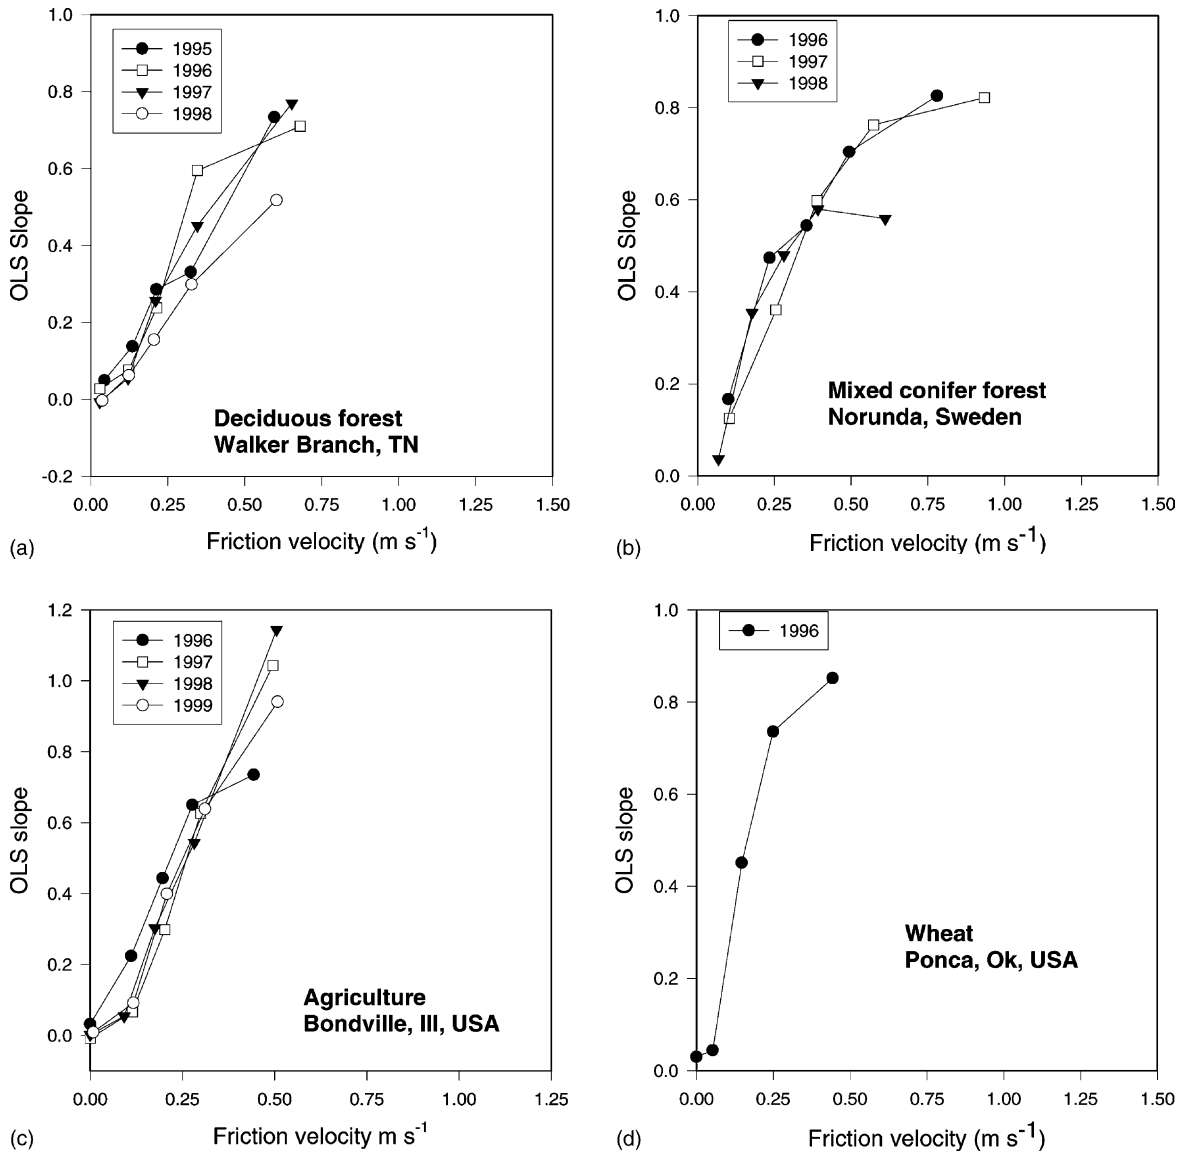 1.0
0.8
0.6
0.4
0.2
0.0
-0.2
OLS Slope
1995
1996
1997
1998
Deciduous forest
Walker Branch, TN
0.00 0.25 0.50 0.75 1.00 1.25 1.50
Friction velocity (m s-1)
(a)
1.0
0.8
0.6
0.4
0.2
0.0
OLS Slope
1996
1997
1998
Mixed conifer forest
Norunda, Sweden
0.00 0.25 0.50 0.75 1.00 1.25 1.50
Friction velocity (m s-1)
(b)
1.2
1.0
0.8
0.6
0.4
0.2
0.0
OLS slope
1996
1997
1998
1999
Agriculture
Bondville, Ill, USA
0.00 0.25 0.50 0.75 1.00 1.25
Friction velocity m s-1
(c)
1.0
0.8
0.6
0.4
0.2
0.0
OLS slope
1996
Wheat
Ponca, Ok, USA
0.00 0.25 0.50 0.75 1.00 1.25 1.50
Friction velocity (m s-1)
(d)